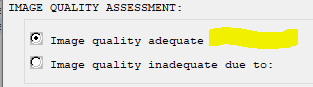 IMAGE QUALITY ASSESSMENT:
Image quality adequate
Image quality inadequate due to: